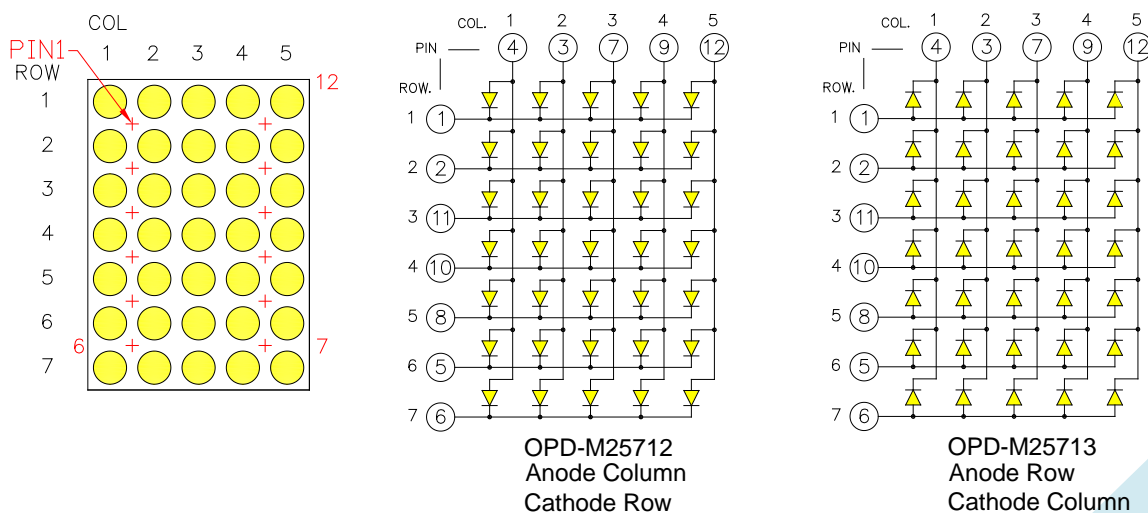 COL
PIN1
1 2 3 4 5
ROW
12
1
2
3
4
5
6
7
6
7
COL. 1 2 3 4 5
PIN 4 3 7 9 12
ROW.
1 1
2 2
3 11
4 10
5 8
6 5
7 6
OPD-M25712
Anode Column
Cathode Row
COL. 1 2 3 4 5
PIN 4 3 7 9 12
ROW.
1 1
2 2
3 11
4 10
5 8
6 5
7 6
OPD-M25713
Anode Row
Cathode Column